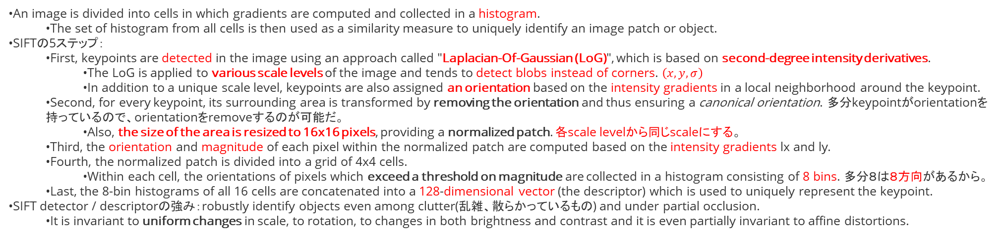 •An image is divided into cells in which gradients are computed and collected in a histogram.
•The set of histogram from all cells is then used as a similarity measure to uniquely identify an image patch or object.
•SIFTの5ステップ：
•First, keypoints are detected in the image using an approach called "Laplacian-Of-Gaussian (LoG)", which is based on second-degree intensity derivatives.
•The LoG is applied to various scale levels of the image and tends to detect blobs instead of corners. (x, y, σ)
•In addition to a unique scale level, keypoints are also assigned an orientation based on the intensity gradients in a local neighborhood around the keypoint.
•Second, for every keypoint, its surrounding area is transformed by removing the orientation and thus ensuring a canonical orientation. 多分keypointがorientationを
持っているので、orientationをremoveするのが可能だ。
•Also, the size of the area is resized to 16x16 pixels, providing a normalized patch. 各scale levelから同じscaleにする。
•Third, the orientation and magnitude of each pixel within the normalized patch are computed based on the intensity gradients lx and ly.
•Fourth, the normalized patch is divided into a grid of 4x4 cells.
•Within each cell, the orientations of pixels which exceed a threshold on magnitude are collected in a histogram consisting of 8 bins. 多分８は８方向があるから。
•Last, the 8-bin histograms of all 16 cells are concatenated into a 128-dimensional vector (the descriptor) which is used to uniquely represent the keypoint.
•SIFT detector / descriptorの強み：robustly identify objects even among clutter(乱雑、散らかっているもの) and under partial occlusion.
•It is invariant to uniform changes in scale, to rotation, to changes in both brightness and contrast and it is even partially invariant to affine distortions.